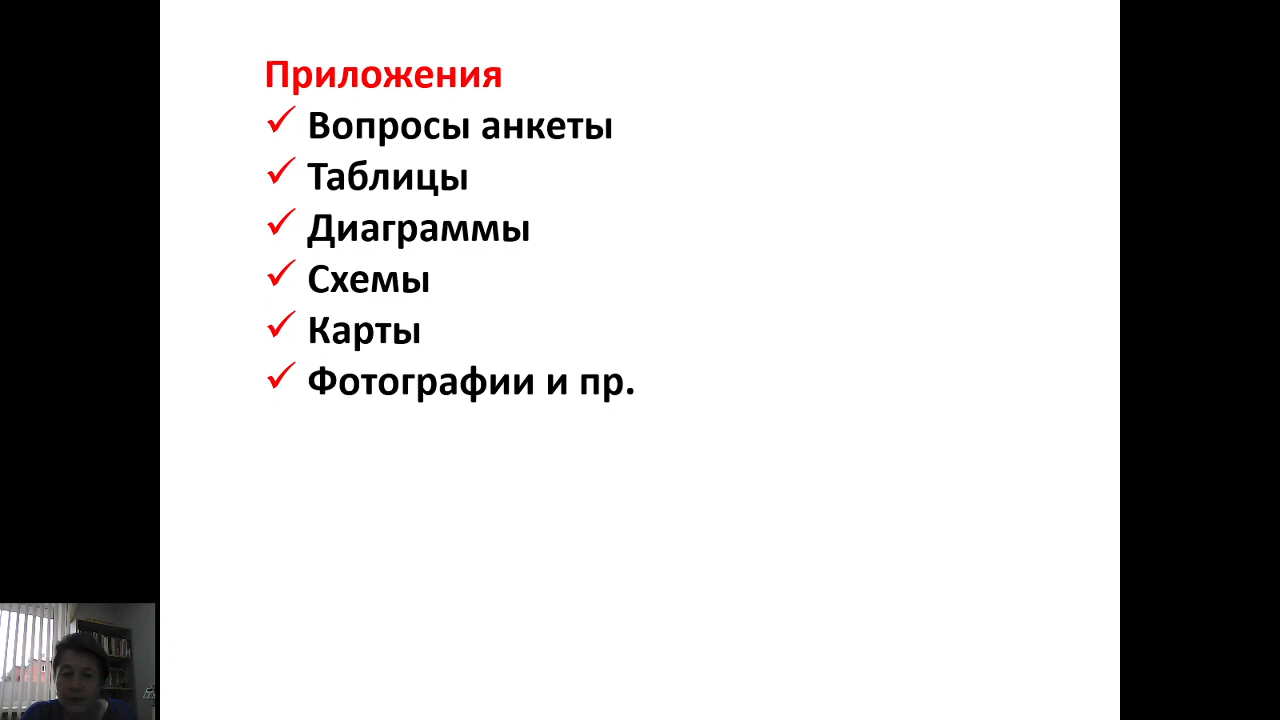 Приложения
✓ Вопросы анкеты
✓ Таблицы
✓ Диаграммы
✓ Схемы
✓ Карты
✓ Фотографии и пр.